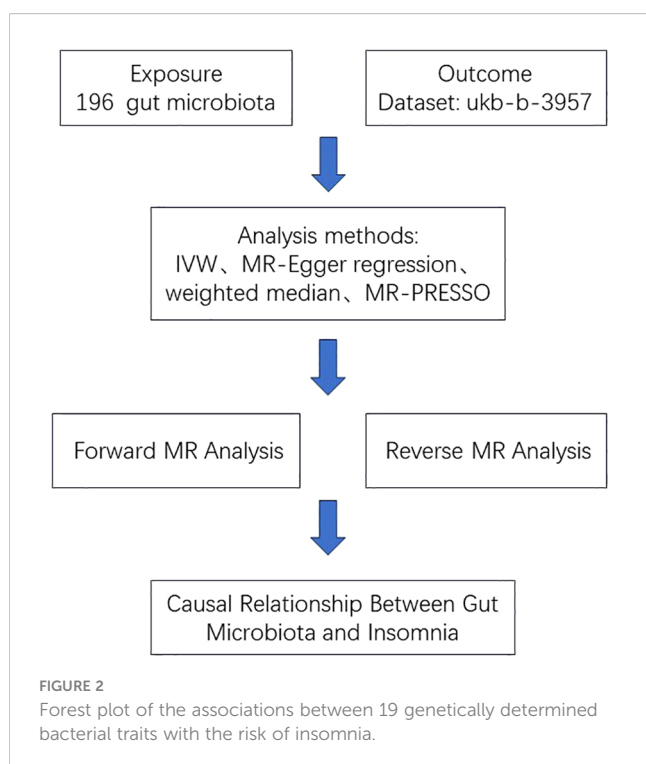 Exposure
196 gut microbiota
Outcome
Dataset: ukb-b-3957
Analysis methods:
IVW、MR-Egger regression、
weighted median、MR-PRESSO
Forward MR Analysis
Reverse MR Analysis
Causal Relationship Between Gut
Microbiota and Insomnia
FIGURE 2
Forest plot of the associations between 19 genetically determined
bacterial traits with the risk of insomnia.